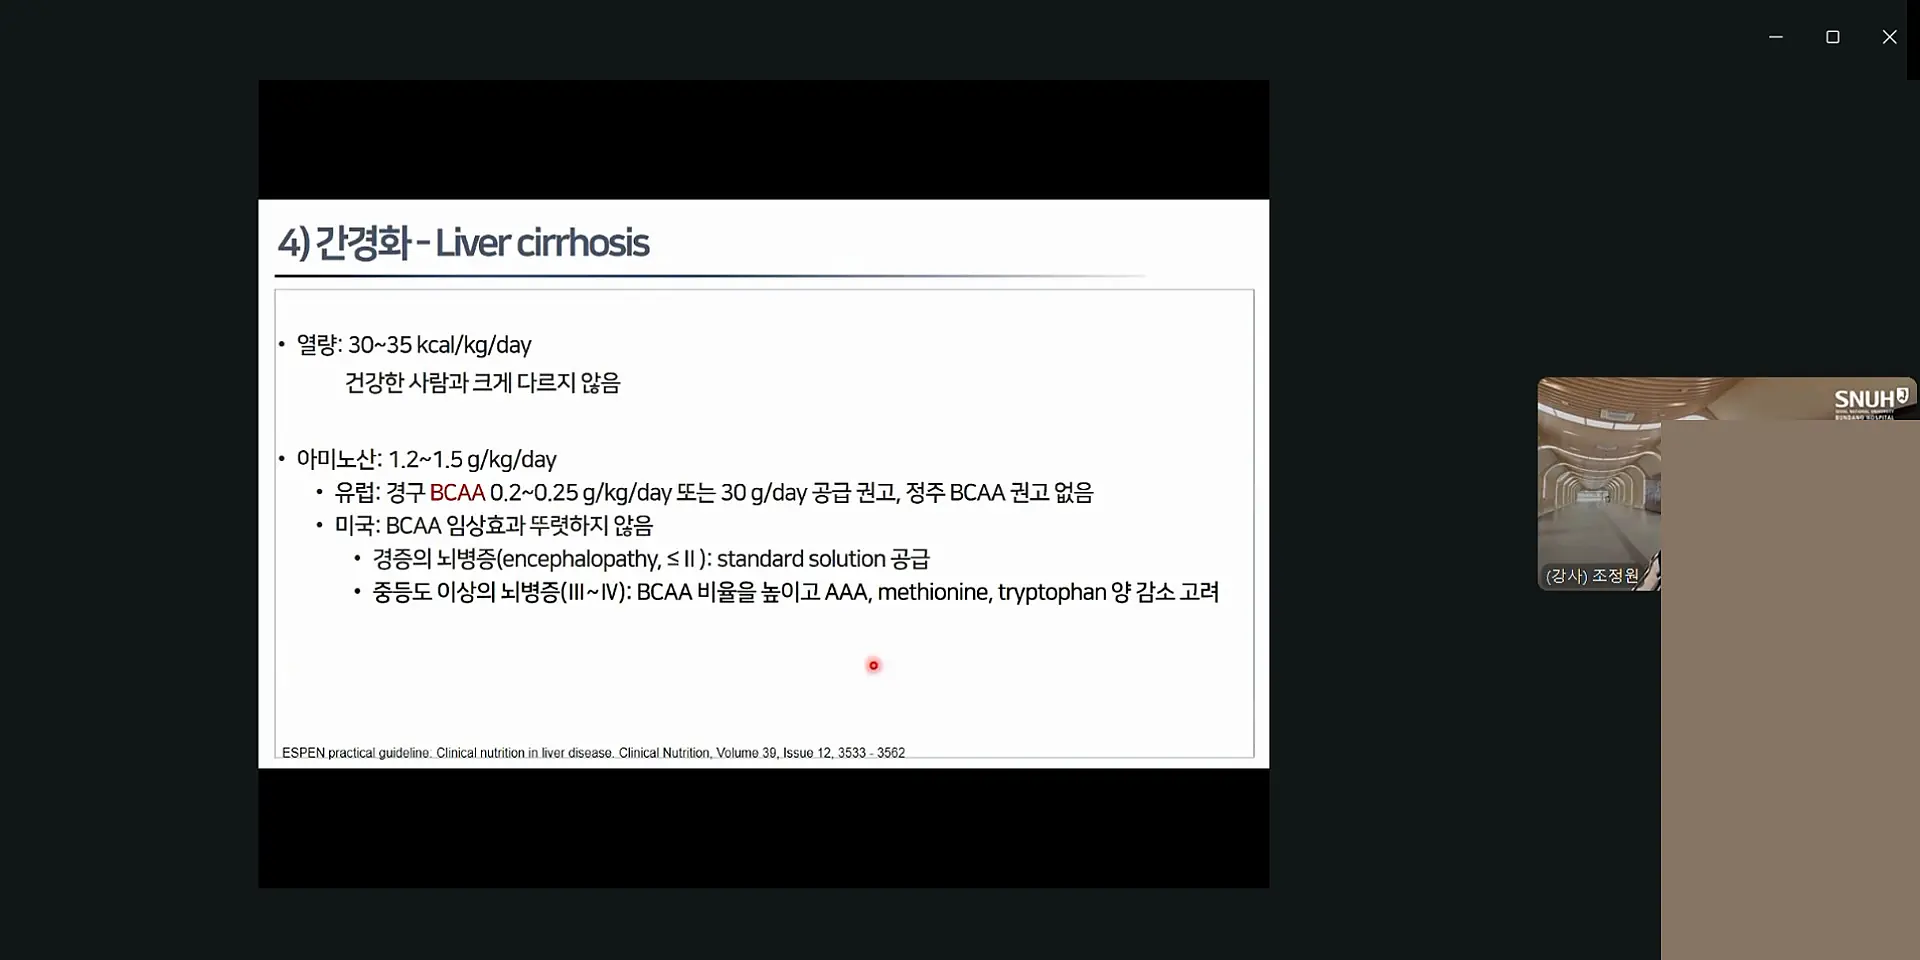 4) 간경화 - Liver cirrhosis
• 열량: 30~35 kcal/kg/day
건강한 사람과 크게 다르지 않음
• 아미노산: 1.2~1.5 g/kg/day
• 유럽: 경구 BCAA 0.2~0.25 g/kg/day 또는 30 g/day 공급 권고, 정주 BCAA 권고 없음
• 미국: BCAA 임상효과 뚜렷하지 않음
• 경증의 뇌병증(encephalopathy, ≤Ⅱ): standard solution 공급
• 중등도 이상의 뇌병증(Ⅲ~Ⅳ): BCAA 비율을 높이고 AAA, methionine, tryptophan 양 감소 고려
ESPEN practical guideline: Clinical nutrition in liver disease. Clinical Nutrition, Volume 39, Issue 12, 3533 - 3562
SNUH
SEOUL NATIONAL UNIVERSITY
BUNDANG HOSPITAL
(강사) 조정원